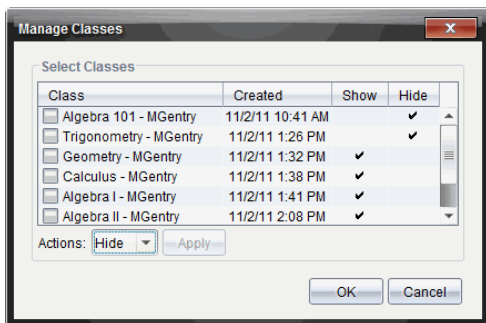 Manage Classes
Select Classes
Class Created Show Hide
Algebra 101 - MGentry 11/2/11 10:41 AM ✔
Trigonometry - MGentry 11/2/11 1:26 PM ✔
Geometry - MGentry 11/2/11 1:32 PM ✔
Calculus - MGentry 11/2/11 1:38 PM ✔
Algebra I - MGentry 11/2/11 1:41 PM ✔
Algebra II - MGentry 11/2/11 2:08 PM ✔
Actions: Hide Apply
OK Cancel